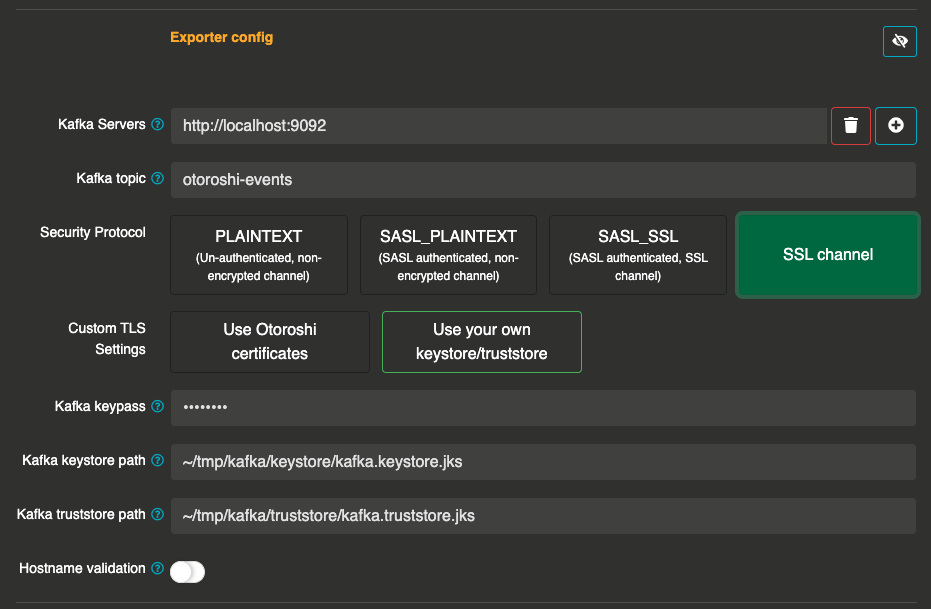 Exporter config
Kafka Servers
http://localhost:9092
Kafka topic
otoroshi-events
Security Protocol
PLAINTEXT
(Un-authenticated, non-
encrypted channel)
SASL_PLAINTEXT
(SASL authenticated, non-
encrypted channel)
SASL_SSL
(SASL authenticated, SSL
channel)
SSL channel
Custom TLS
Settings
Use Otoroshi
certificates
Use your own
keystore/truststore
Kafka keypass
••••••••
Kafka keystore path
~/tmp/kafka/keystore/kafka.keystore.jks
Kafka truststore path
~/tmp/kafka/truststore/kafka.truststore.jks
Hostname validation